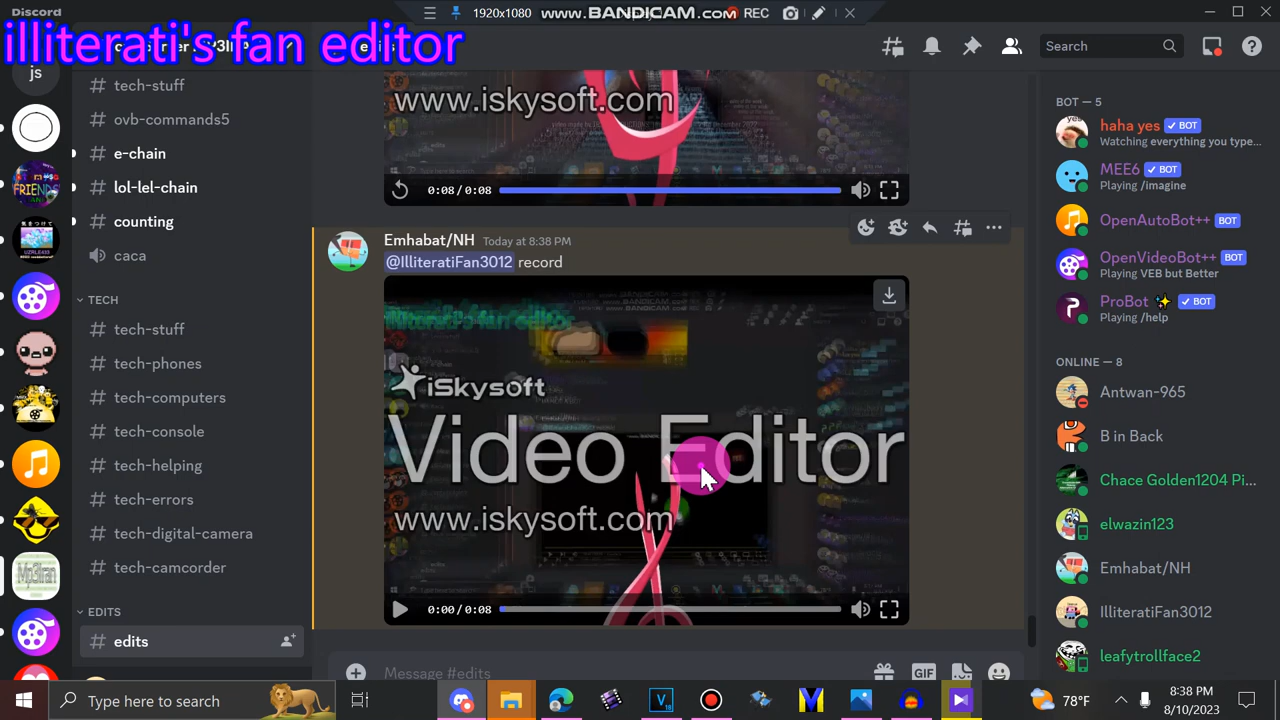 Discord
1920x1080
www.BANDICAM.com
REC
illiterati's fan editor
Search
js
tech-stuff
ovb-commands5
e-chain
lol-lel-chain
counting
caca
TECH
tech-stuff
tech-phones
tech-computers
tech-console
tech-helping
tech-errors
tech-digital-camera
tech-camcorder
EDITS
edits
www.iskysoft.com
0:08/0:08
Emhabat/NH Today at 8:38 PM
@IlliteratiFan3012 record
iSkysoft
Video Editor
www.iskysoft.com
0:00/0:08
Message #edits
GIF
BOT — 5
haha yes BOT
Watching everything you type...
MEE6 BOT
Playing /imagine
OpenAutoBot++ BOT
OpenVideoBot++ BOT
Playing VEB but Better
ProBot ✨ BOT
Playing /help
ONLINE — 8
Antwan-965
B in Back
Chace Golden1204 Pi...
elwazin123
Emhabat/NH
IlliteratiFan3012
leafytrollface2
Type here to search
78°F
8:38 PM
8/10/2023